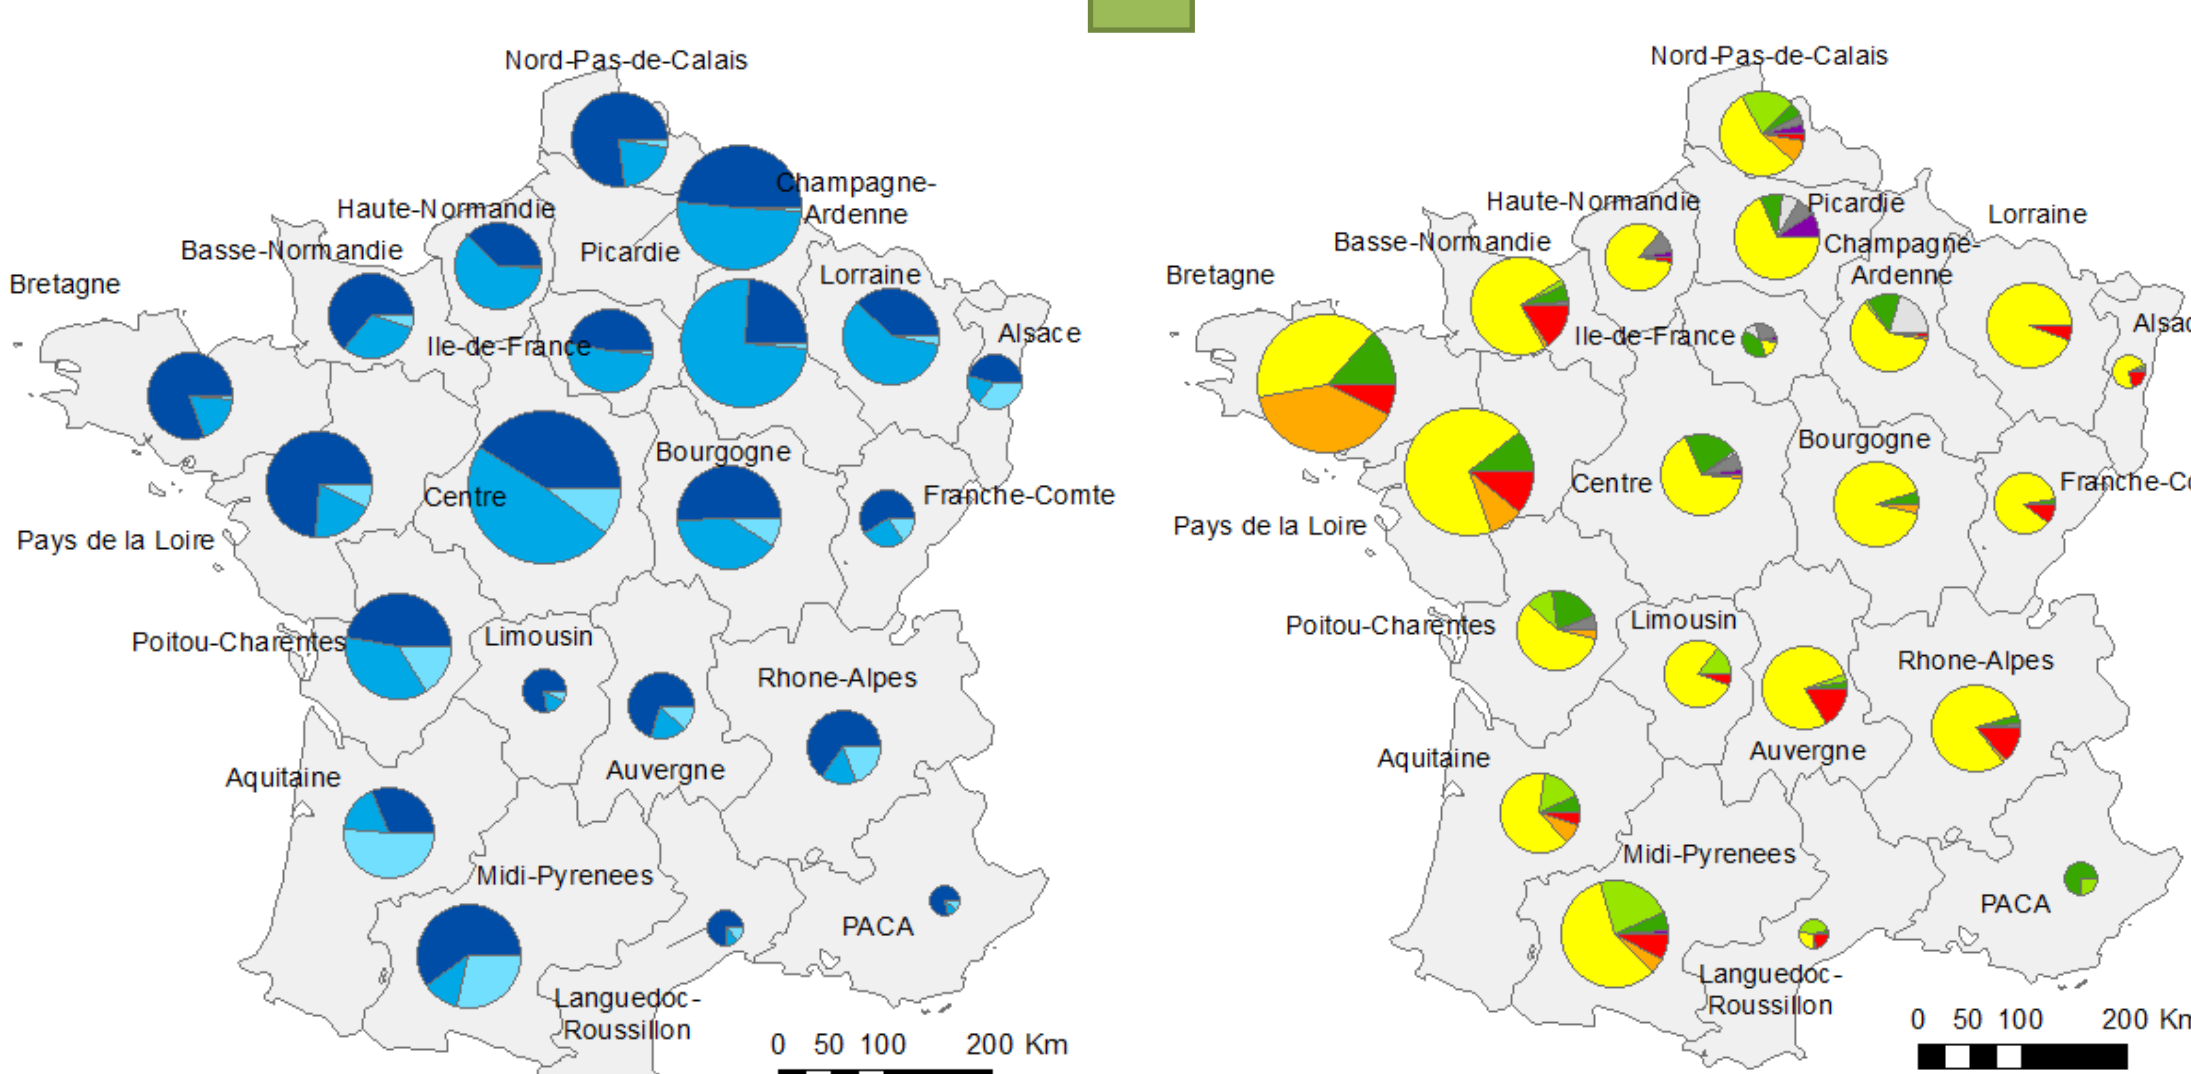 Nord-Pas-de-Calais
Champagne-
Ardenne
Haute-Normandie
Basse-Normandie
Picardie
Lorraine
Bretagne
Ile-de-France
Alsace
Bourgogne
Centre
Franche-Comte
Pays de la Loire
Poitou-Charentes
Limousin
Rhone-Alpes
Auvergne
Aquitaine
Midi-Pyrenees
PACA
Languedoc-
Roussillon
0 50 100 200 Km
Nord-Pas-de-Calais
Haute-Normandie
Picardie
Lorraine
Basse-Normandie
Champagne-
Ardenne
Bretagne
Ile-de-France
Alsac
Bourgogne
Centre
Franche-Co
Pays de la Loire
Poitou-Charentes
Limousin
Rhone-Alpes
Auvergne
Aquitaine
Midi-Pyrenees
PACA
Languedoc-
Roussillon
0 50 100 200 Km